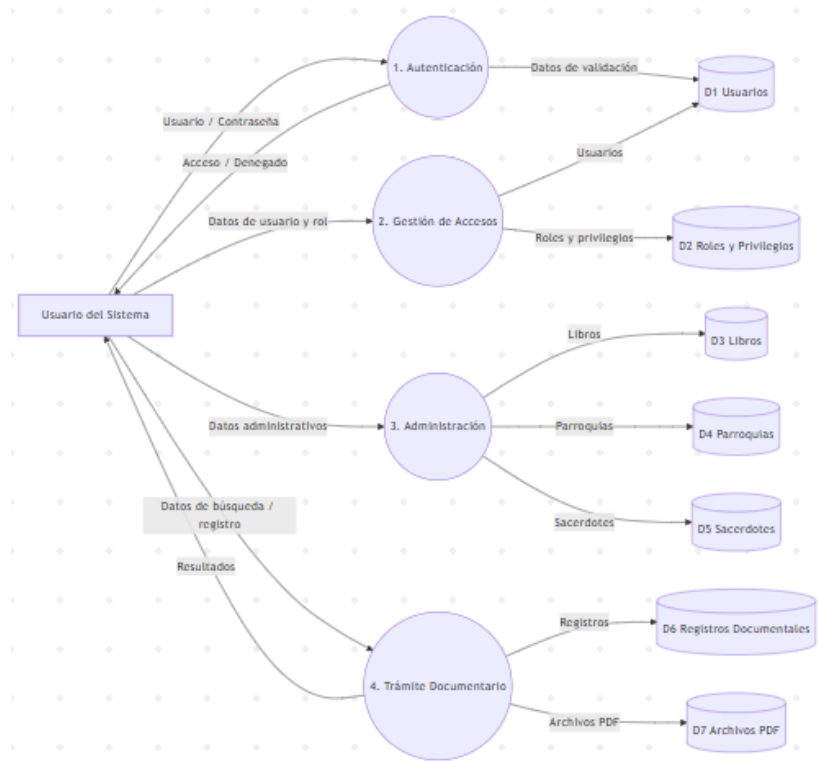 1. Autenticación
Datos de validación
D1 Usuarios
Usuario / Contraseña
Acceso / Denegado
Usuarios
Datos de usuario y rol
2. Gestión de Accesos
Roles y privilegios
D2 Roles y Privilegios
Usuario del Sistema
Libros
D3 Libros
Datos administrativos
3. Administración
Parroquias
D4 Parroquias
Sacerdotes
D5 Sacerdotes
Datos de búsqueda /
registro
Resultados
Registros
D6 Registros Documentales
4. Trámite Documentario
Archivos PDF
D7 Archivos PDF